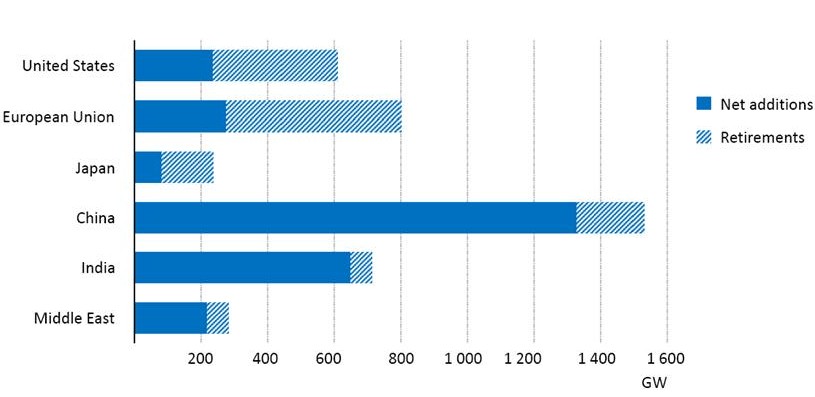 United States
European Union
Japan
China
India
Middle East
Net additions
Retirements
200 400 600 800 1 000 1 200 1 400 1 600
GW